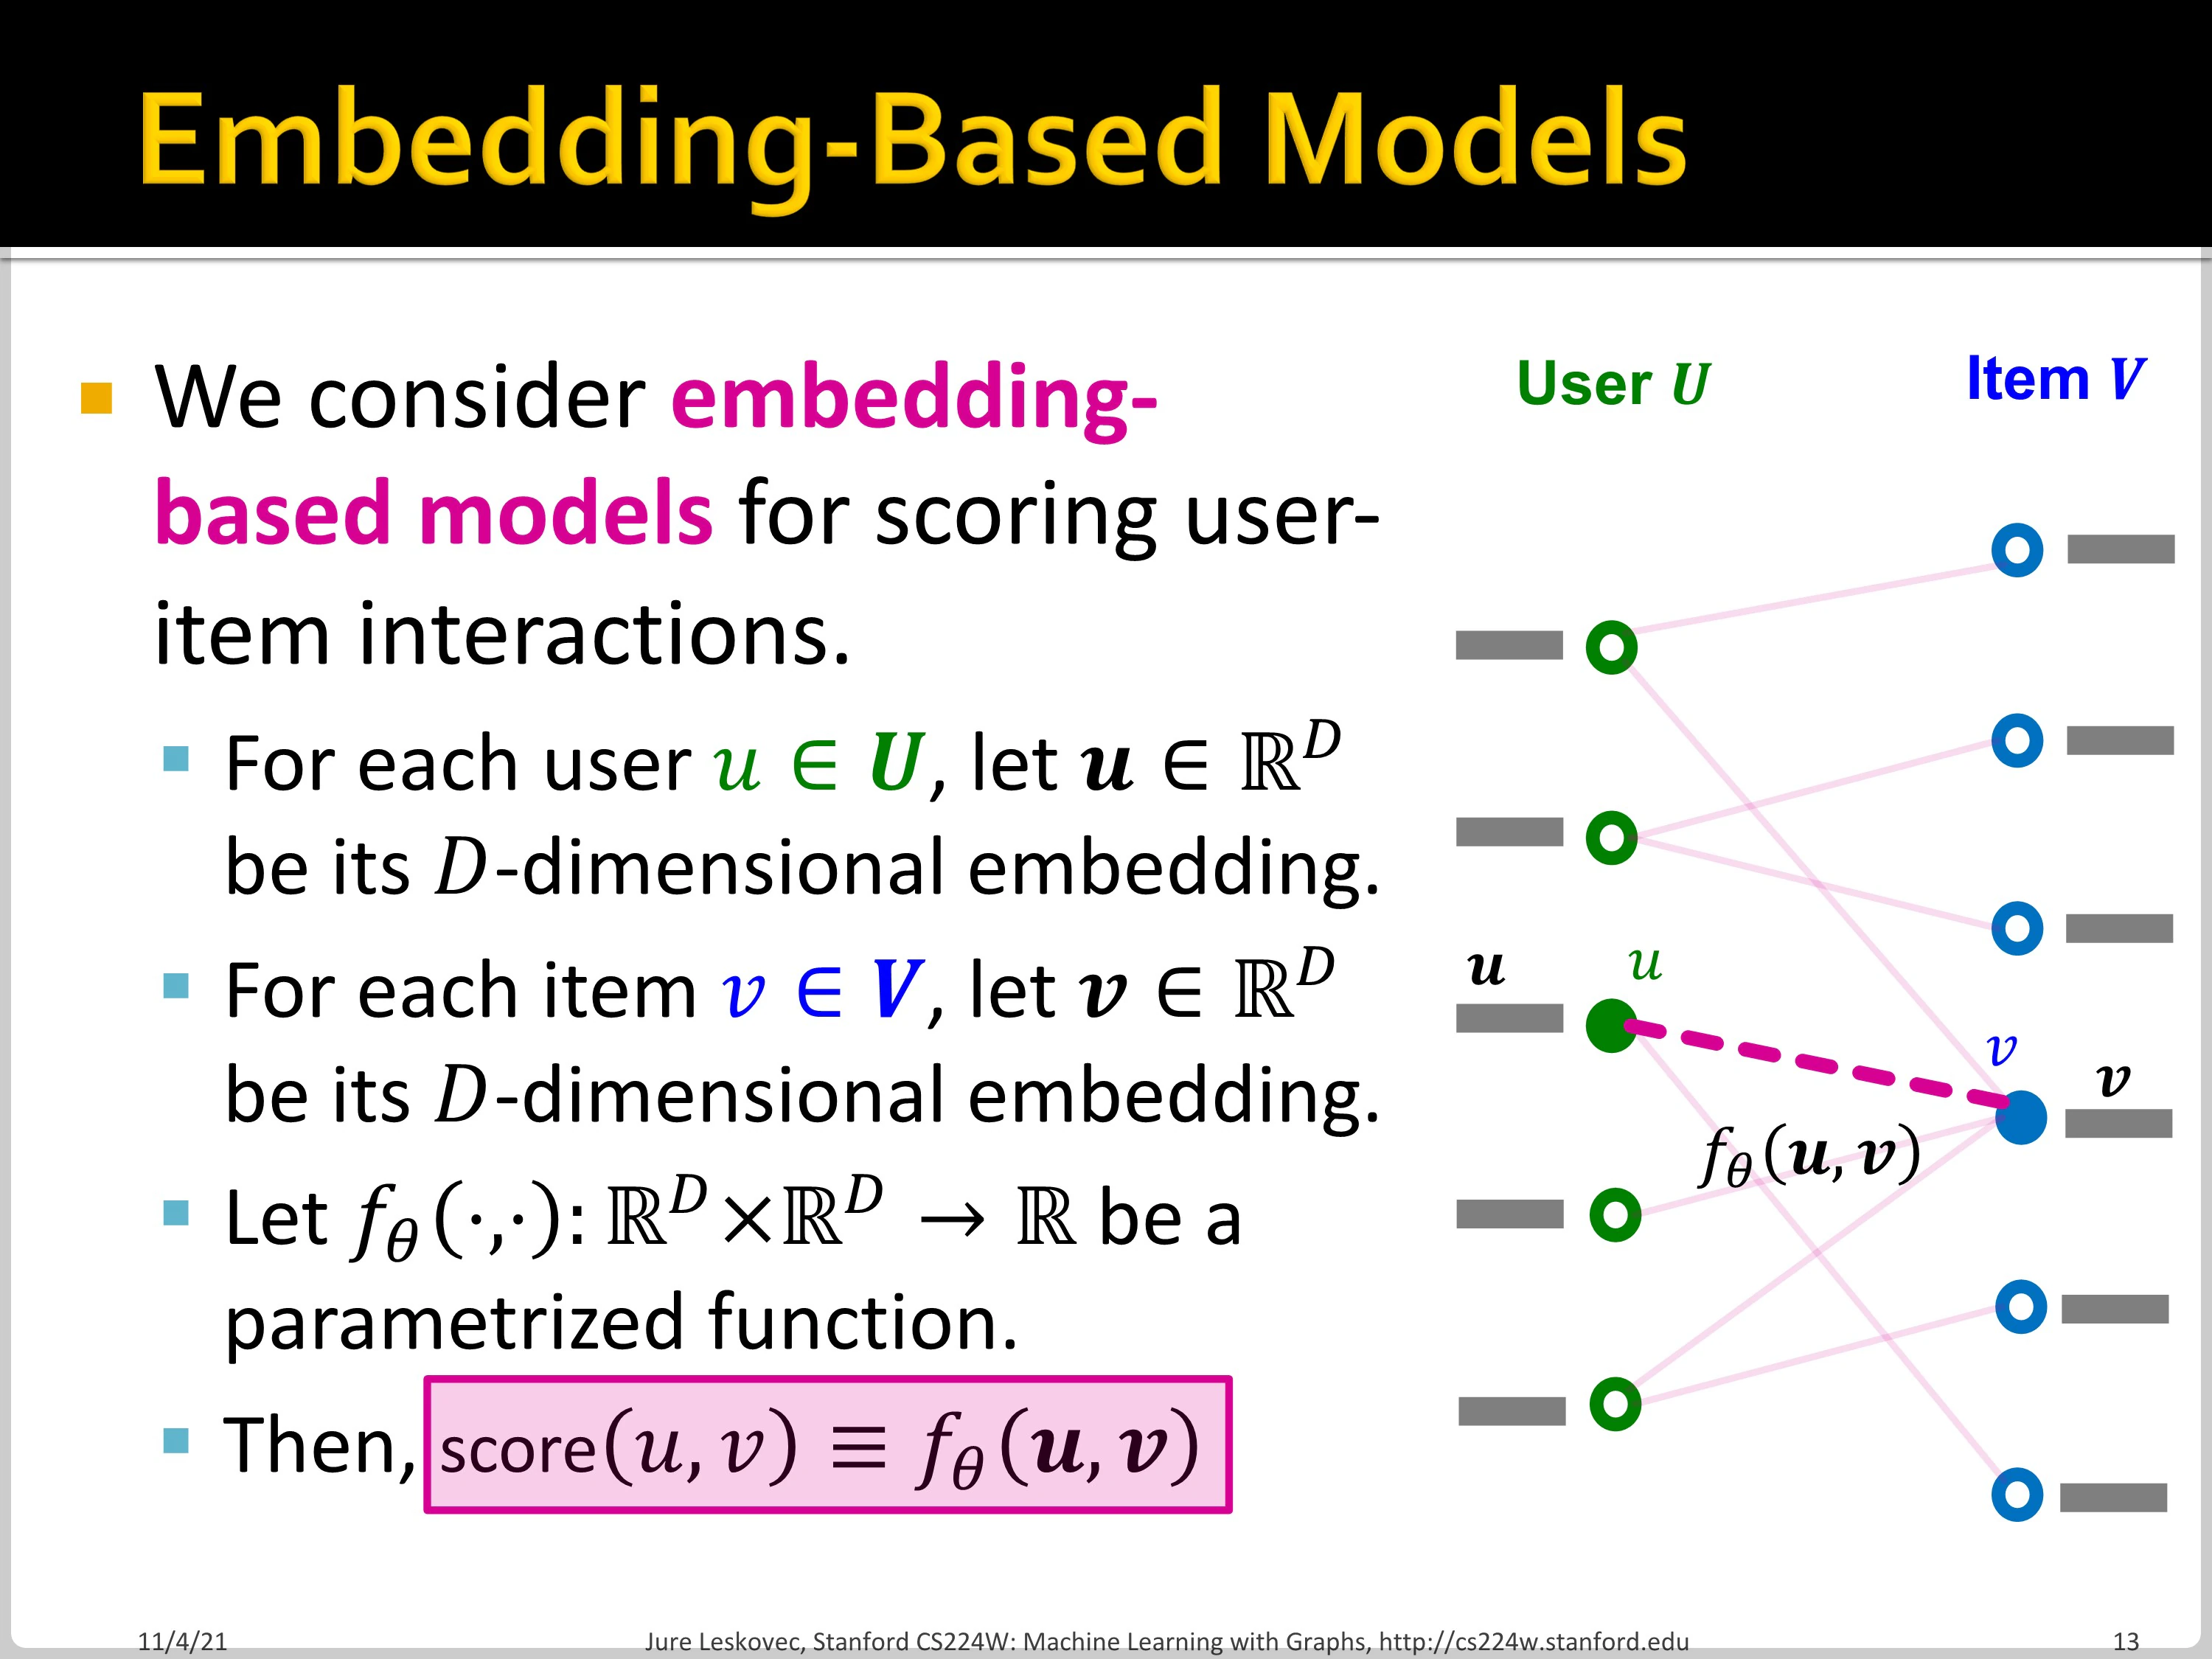 Embedding-Based Models
We consider embedding-
based models for scoring user-
item interactions.
For each user u ∈ U, let u ∈ ℝ^D
be its D-dimensional embedding.
For each item v ∈ V, let v ∈ ℝ^D
be its D-dimensional embedding.
Let f_θ(·,·): ℝ^D×ℝ^D → ℝ be a
parametrized function.
Then, score(u, v) ≡ f_θ(u, v)
User U
Item V
u
u
v
v
f_θ(u, v)
11/4/21
Jure Leskovec, Stanford CS224W: Machine Learning with Graphs, http://cs224w.stanford.edu
13